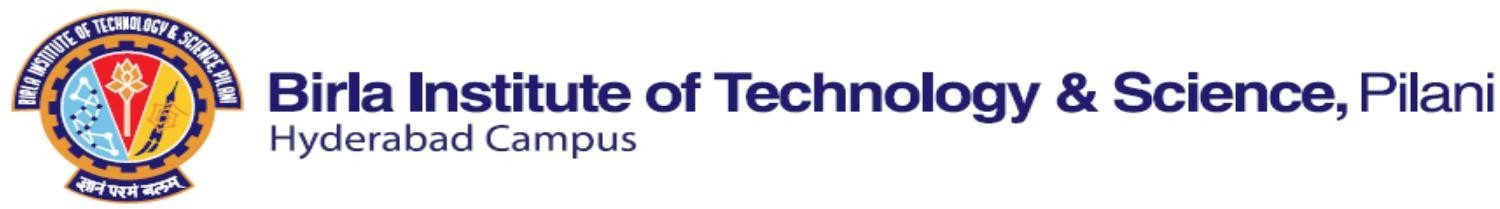 BIRLA INSTITUTE OF TECHNOLOGY & SCIENCE, PILANI
ज्ञानं परमं बलम्
Birla Institute of Technology & Science, Pilani
Hyderabad Campus